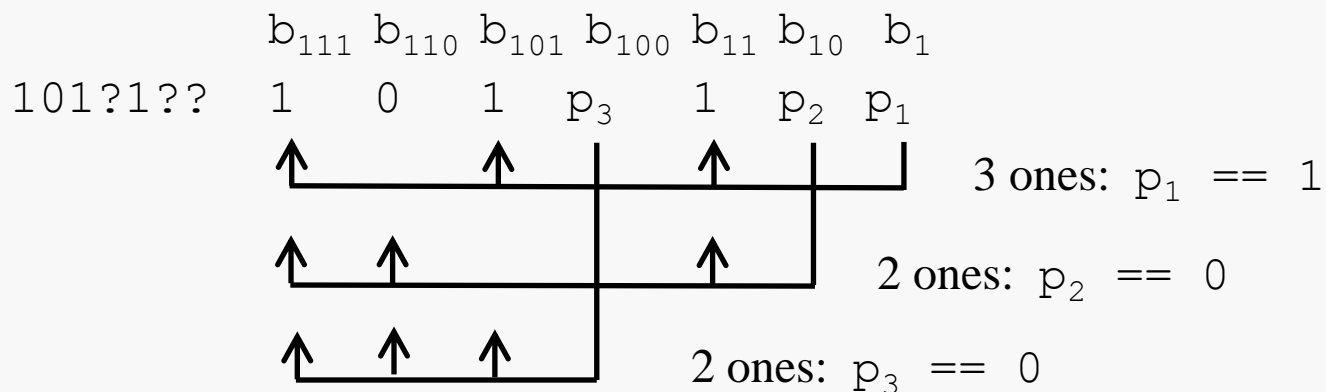 b₁₁₁ b₁₁₀ b₁₀₁ b₁₀₀ b₁₁ b₁₀ b₁
101?1?? 1 0 1 p₃ 1 p₂ p₁
3 ones: p₁ == 1
2 ones: p₂ == 0
2 ones: p₃ == 0